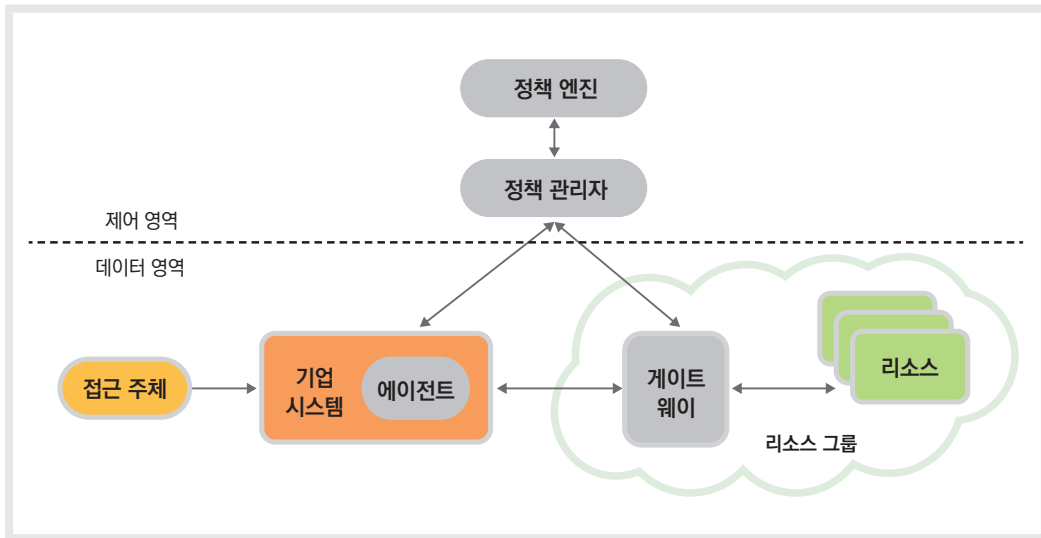 정책 엔진
정책 관리자
제어 영역
데이터 영역
접근 주체
기업
시스템
에이전트
게이트
웨이
리소스
리소스 그룹